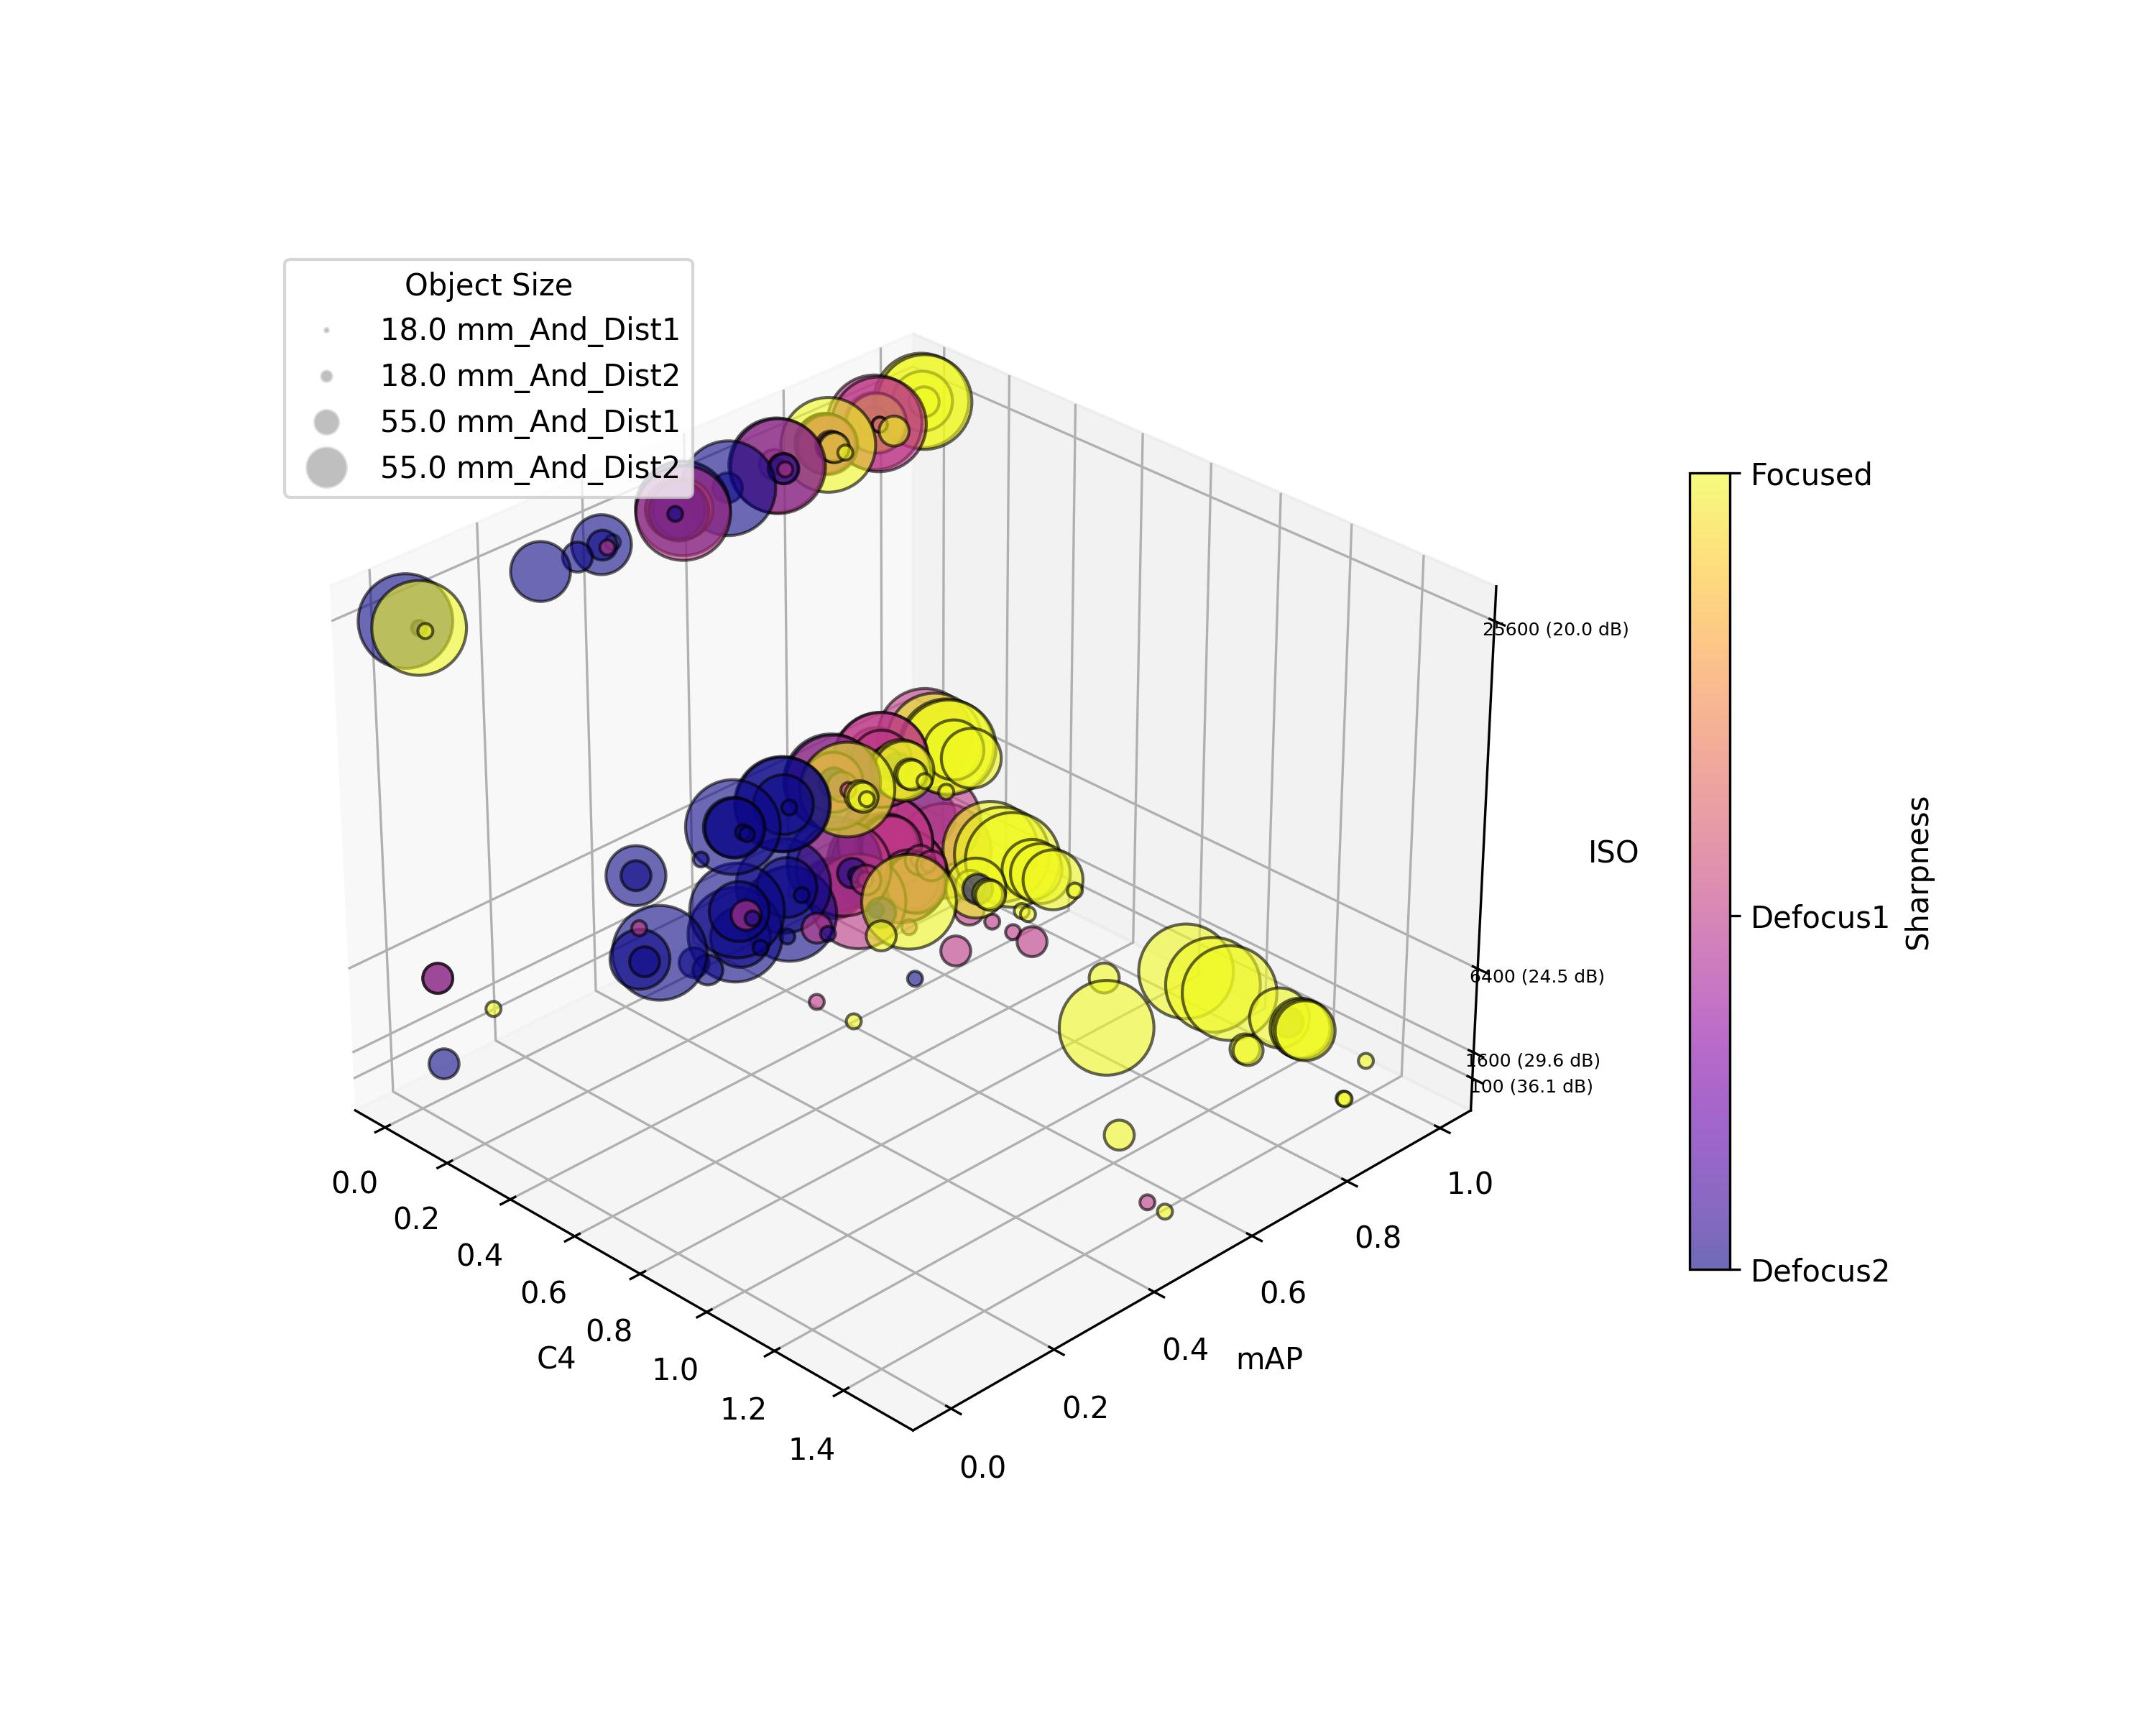 Object Size
18.0 mm_And_Dist1
18.0 mm_And_Dist2
55.0 mm_And_Dist1
55.0 mm_And_Dist2
25600 (20.0 dB)
6400 (24.5 dB)
1600 (29.6 dB)
100 (36.1 dB)
ISO
0.0
0.2
0.4
0.6
0.8
1.0
1.2
1.4
C4
0.0
0.2
0.4
0.6
0.8
1.0
mAP
Focused
Defocus1
Defocus2
Sharpness